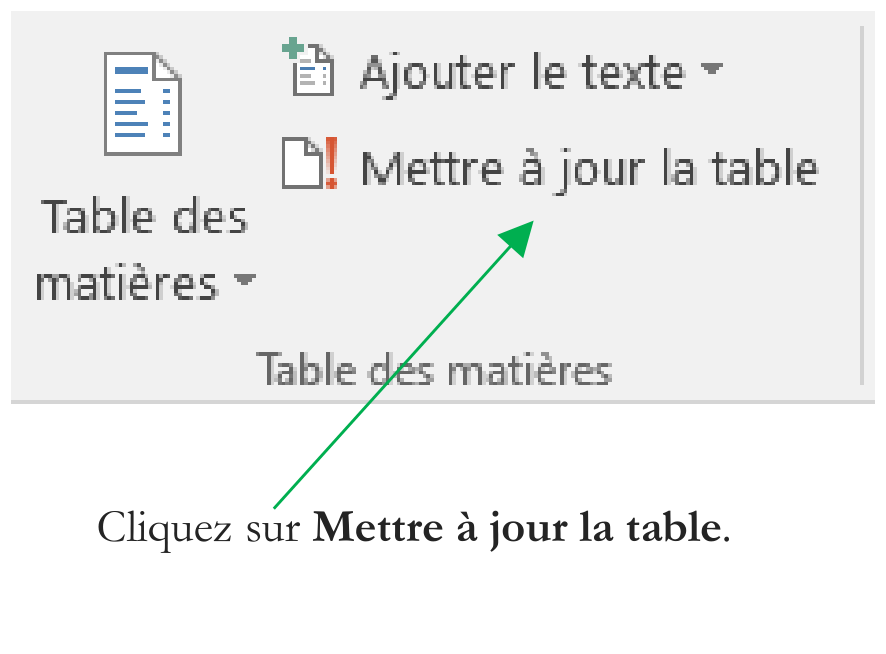 Ajouter le texte
Mettre à jour la table
Table des
matières
Table des matières
Cliquez sur Mettre à jour la table.